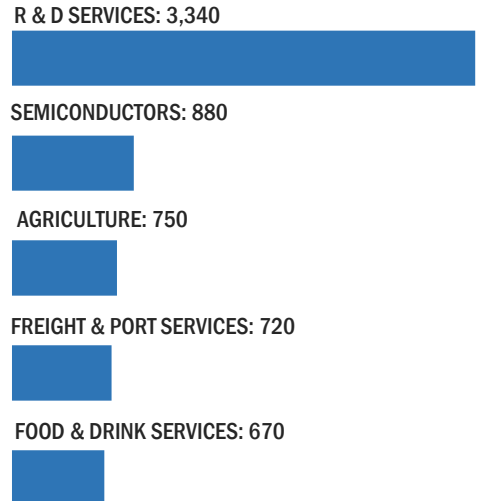 R & D SERVICES: 3,340
SEMICONDUCTORS: 880
AGRICULTURE: 750
FREIGHT & PORT SERVICES: 720
FOOD & DRINK SERVICES: 670